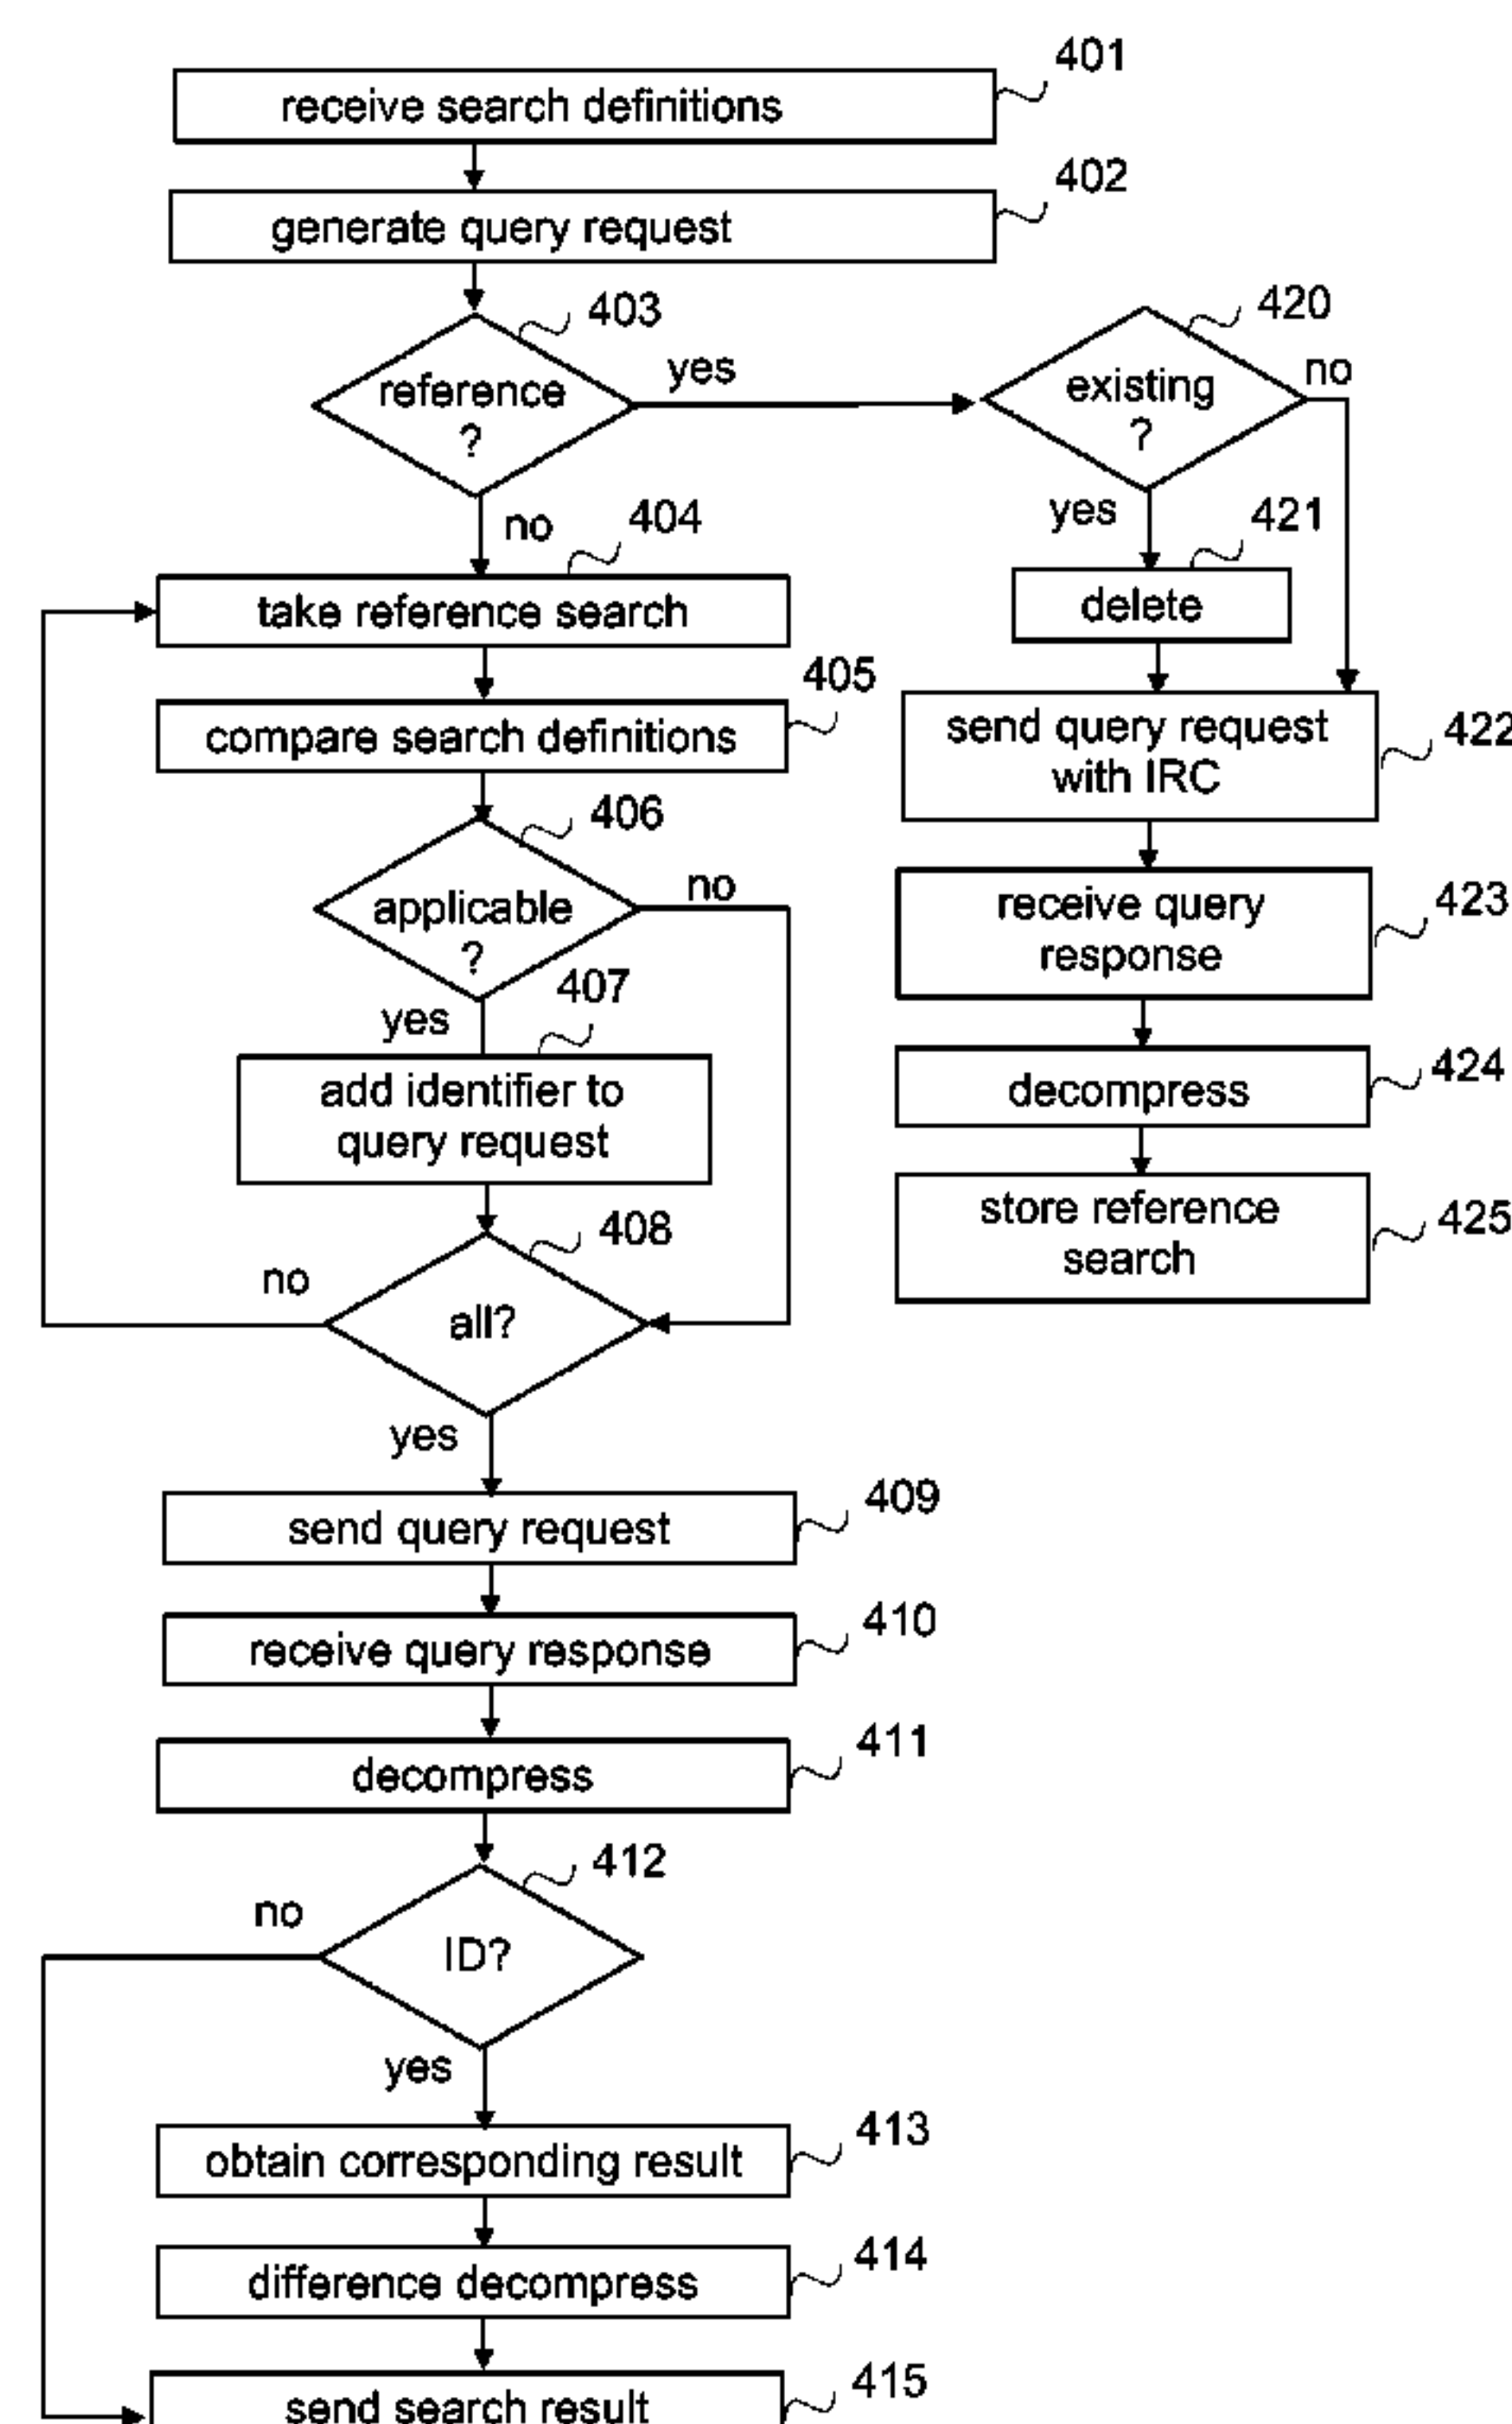 401
receive search definitions
402
generate query request
403
reference
?
yes
no
420
existing
?
no
yes
421
delete
404
take reference search
405
compare search definitions
422
send query request
with IRC
406
applicable
?
no
yes
423
receive query
response
407
add identifier to
query request
424
decompress
408
all?
no
yes
425
store reference
search
409
send query request
410
receive query response
411
decompress
412
ID?
no
yes
413
obtain corresponding result
414
difference decompress
415
send search result